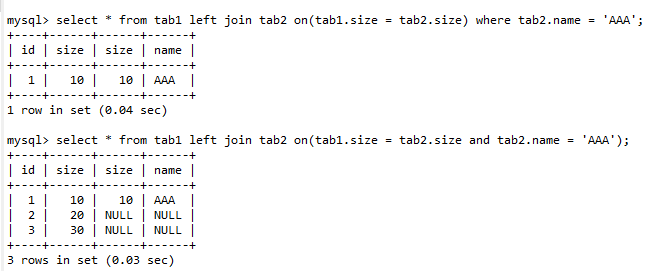 mysql> select * from tab1 left join tab2 on(tab1.size = tab2.size) where tab2.name = 'AAA';
+----+------+------+------+
| id | size | size | name |
+----+------+------+------+
|  1 |   10 |   10 | AAA  |
+----+------+------+------+
1 row in set (0.04 sec)

mysql> select * from tab1 left join tab2 on(tab1.size = tab2.size and tab2.name = 'AAA');
+----+------+------+------+
| id | size | size | name |
+----+------+------+------+
|  1 |   10 |   10 | AAA  |
|  2 |   20 | NULL | NULL |
|  3 |   30 | NULL | NULL |
+----+------+------+------+
3 rows in set (0.03 sec)